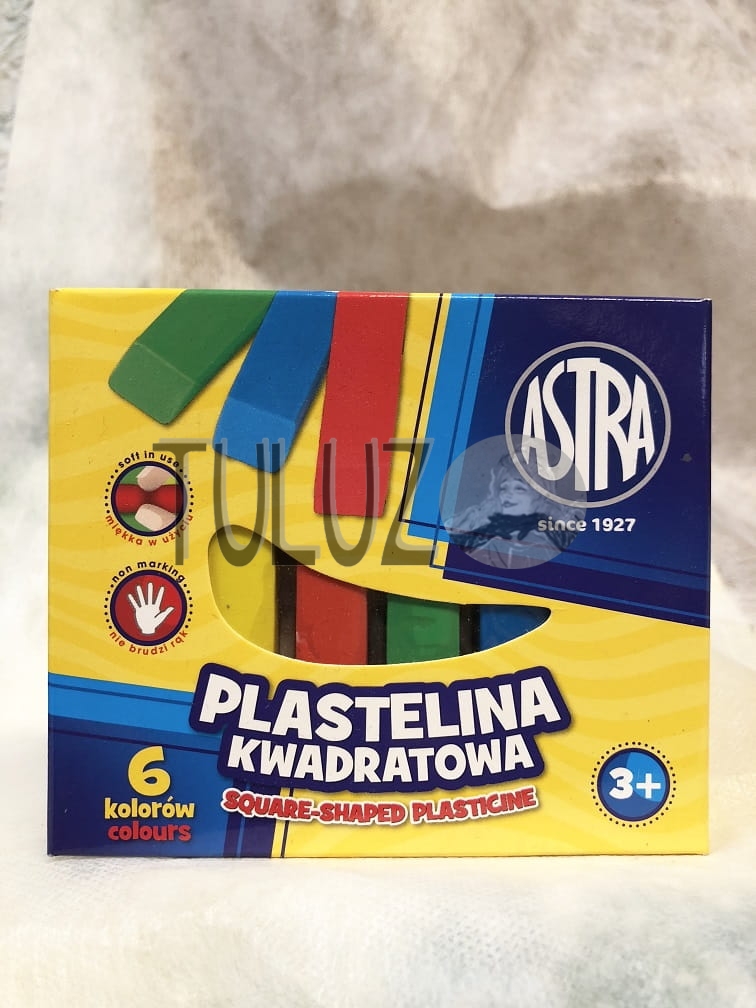 ASTRA
since 1927
soft in use
miękka w użyciu
TULUZ
non marking
nie brudzi rąk
PLASTELINA
KWADRATOWA
SQUARE-SHAPED PLASTICINE
6
kolorów
colours
3+